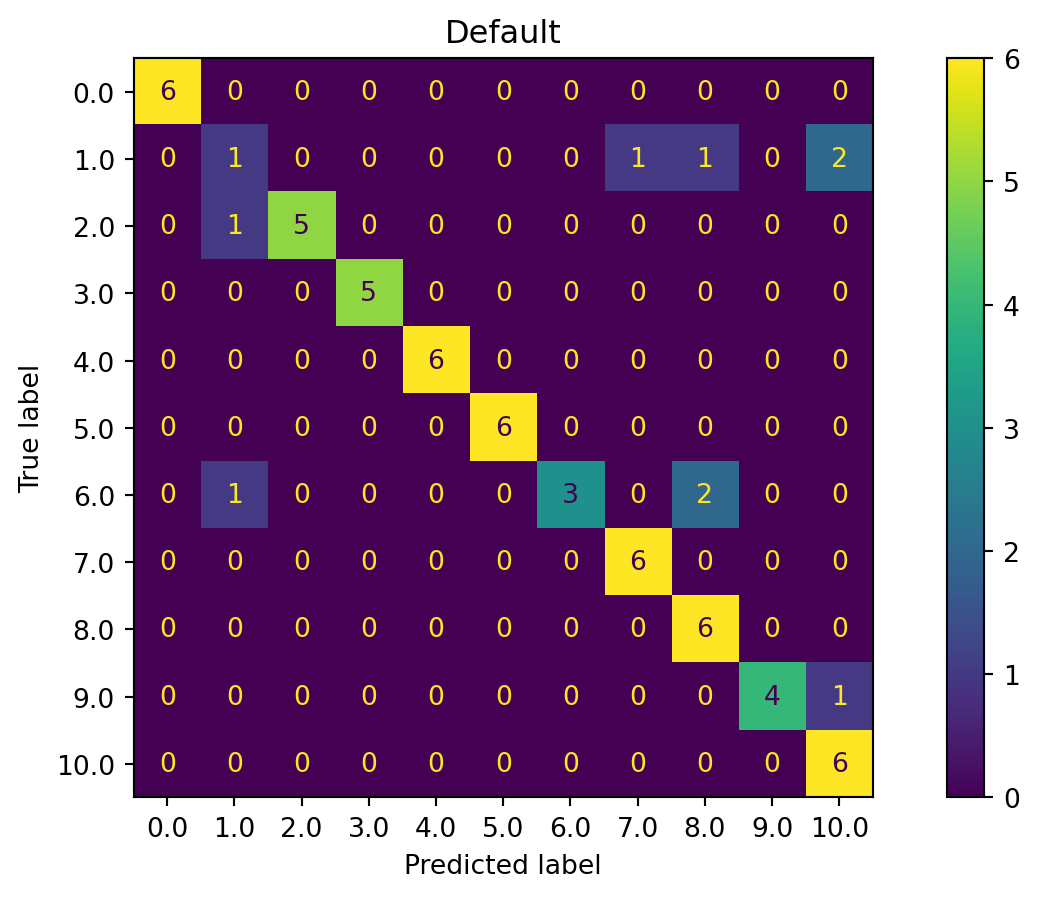 Default
0.0 6 0 0 0 0 0 0 0 0 0 0
1.0 0 1 0 0 0 0 0 1 1 0 2
2.0 0 1 5 0 0 0 0 0 0 0 0
3.0 0 0 0 5 0 0 0 0 0 0 0
4.0 0 0 0 0 6 0 0 0 0 0 0
5.0 0 0 0 0 0 6 0 0 0 0 0
6.0 0 1 0 0 0 0 3 0 2 0 0
7.0 0 0 0 0 0 0 0 6 0 0 0
8.0 0 0 0 0 0 0 0 0 6 0 0
9.0 0 0 0 0 0 0 0 0 0 4 1
10.0 0 0 0 0 0 0 0 0 0 0 6
0.0 1.0 2.0 3.0 4.0 5.0 6.0 7.0 8.0 9.0 10.0
Predicted label
True label
6
5
4
3
2
1
0